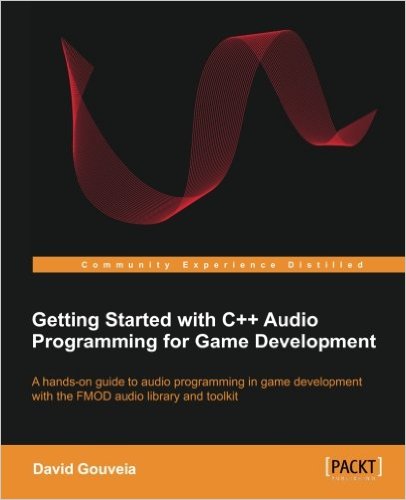 Community Experience Distilled
Getting Started with C++ Audio
Programming for Game Development
A hands-on guide to audio programming in game development
with the FMOD audio library and toolkit
David Gouveia
[PACKT]
PUBLISHING